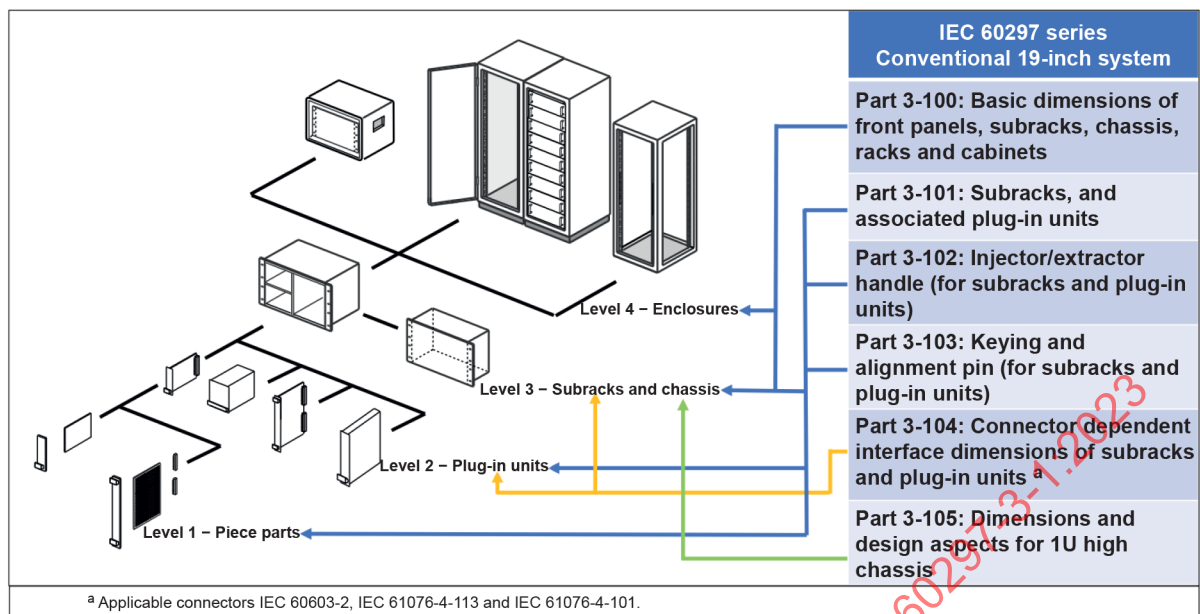 IEC 60297 series
Conventional 19-inch system
Part 3-100: Basic dimensions of
front panels, subracks, chassis,
racks and cabinets
Part 3-101: Subracks, and
associated plug-in units
Part 3-102: Injector/extractor
handle (for subracks and plug-in
units)
Part 3-103: Keying and
alignment pin (for subracks and
plug-in units)
Part 3-104: Connector dependent
interface dimensions of subracks
and plug-in units a
Part 3-105: Dimensions and
design aspects for 1U high
chassis
Level 4 – Enclosures
Level 3 – Subracks and chassis
Level 2 – Plug-in units
Level 1 – Piece parts
a Applicable connectors IEC 60603-2, IEC 61076-4-113 and IEC 61076-4-101.
60297-3-1:2023